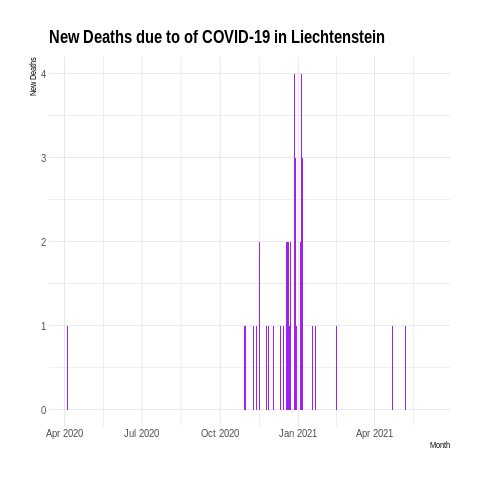 New Deaths due to of COVID-19 in Liechtenstein
New Deaths
4
3
2
1
0
Apr 2020 Jul 2020 Oct 2020 Jan 2021 Apr 2021
Month